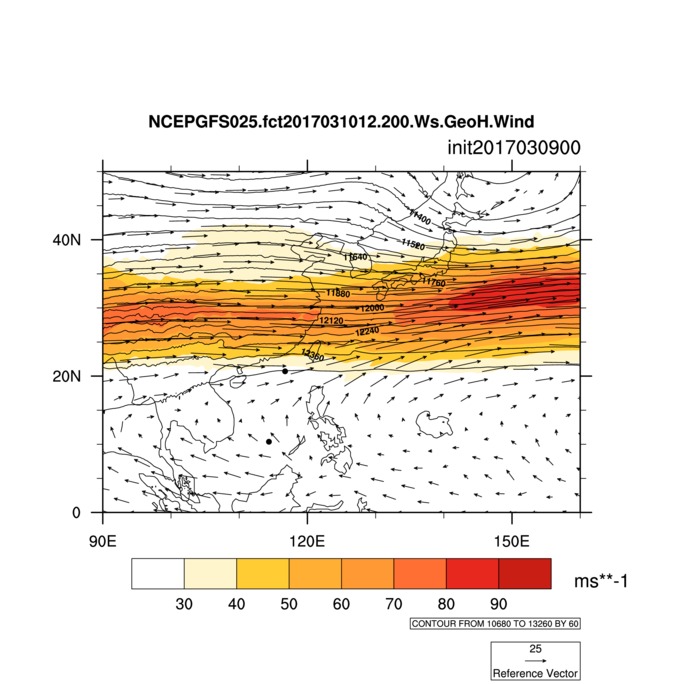 NCEPGFS025.fct2017031012.200.Ws.GeoH.Wind
init2017030900
40N
20N
0
11400
11520
11640
11760
11880
12000
12120
12240
12360
90E
120E
150E
30
40
50
60
70
80
90
ms**-1
CONTOUR FROM 10680 TO 13260 BY 60
25
Reference Vector